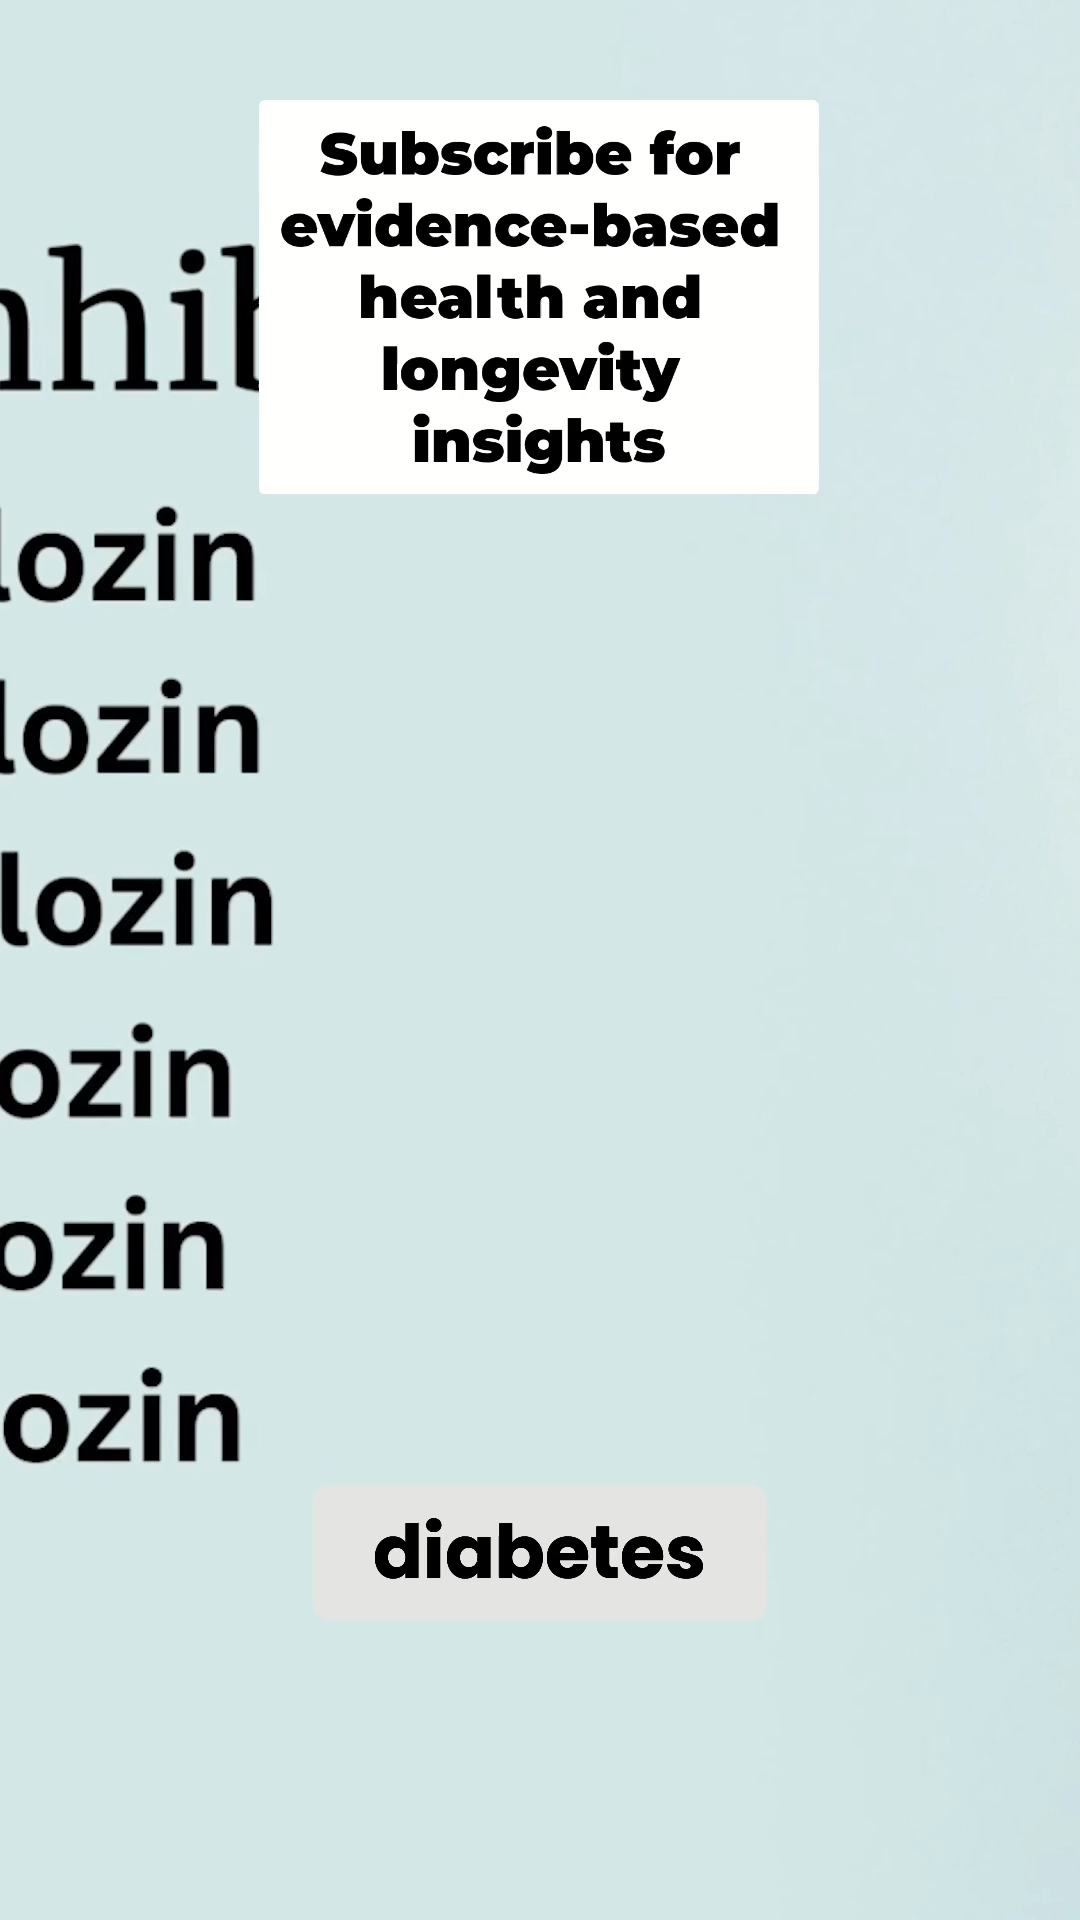 Subscribe for
evidence-based
health and
longevity
insights
nhib
lozin
lozin
lozin
ozin
ozin
ozin
diabetes